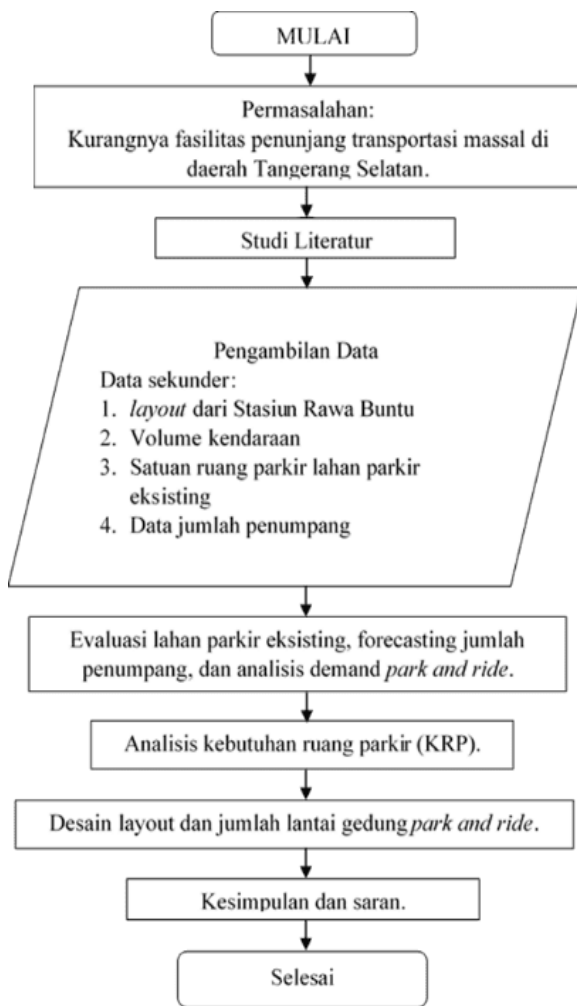 MULAI
Permasalahan:
Kurangnya fasilitas penunjang transportasi massal di
daerah Tangerang Selatan.
Studi Literatur
Pengambilan Data
Data sekunder:
1. layout dari Stasiun Rawa Buntu
2. Volume kendaraan
3. Satuan ruang parkir lahan parkir
eksisting
4. Data jumlah penumpang
Evaluasi lahan parkir eksisting, forecasting jumlah
penumpang, dan analisis demand park and ride.
Analisis kebutuhan ruang parkir (KRP).
Desain layout dan jumlah lantai gedung park and ride.
Kesimpulan dan saran.
Selesai